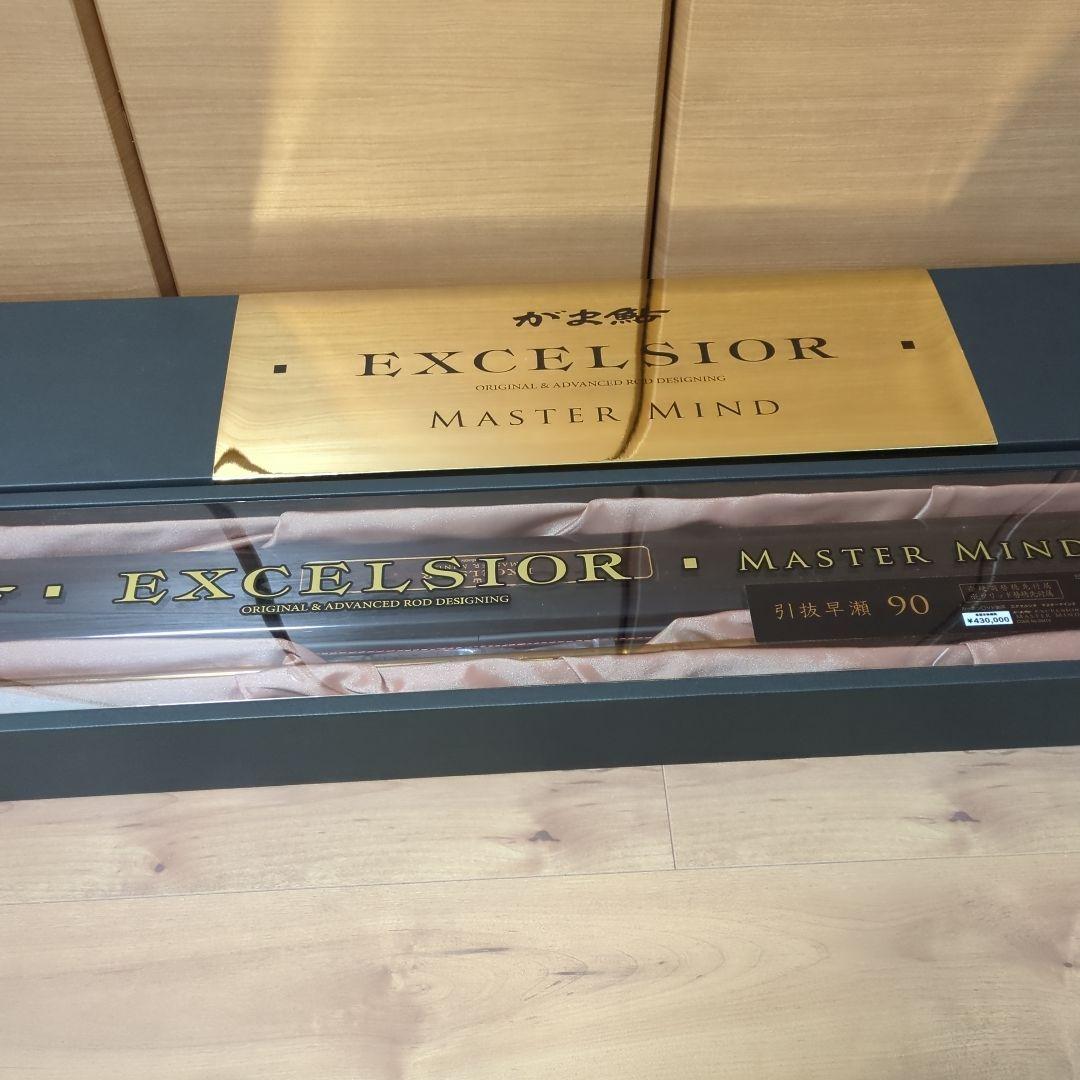 がま鮎
▪ EXCELSIOR ▪
ORIGINAL & ADVANCED ROD DESIGNING
MASTER MIND
▪ EXCELSIOR ▪ MASTER MIND
ORIGINAL & ADVANCED ROD DESIGNING
引抜早瀬 90
¥430,000